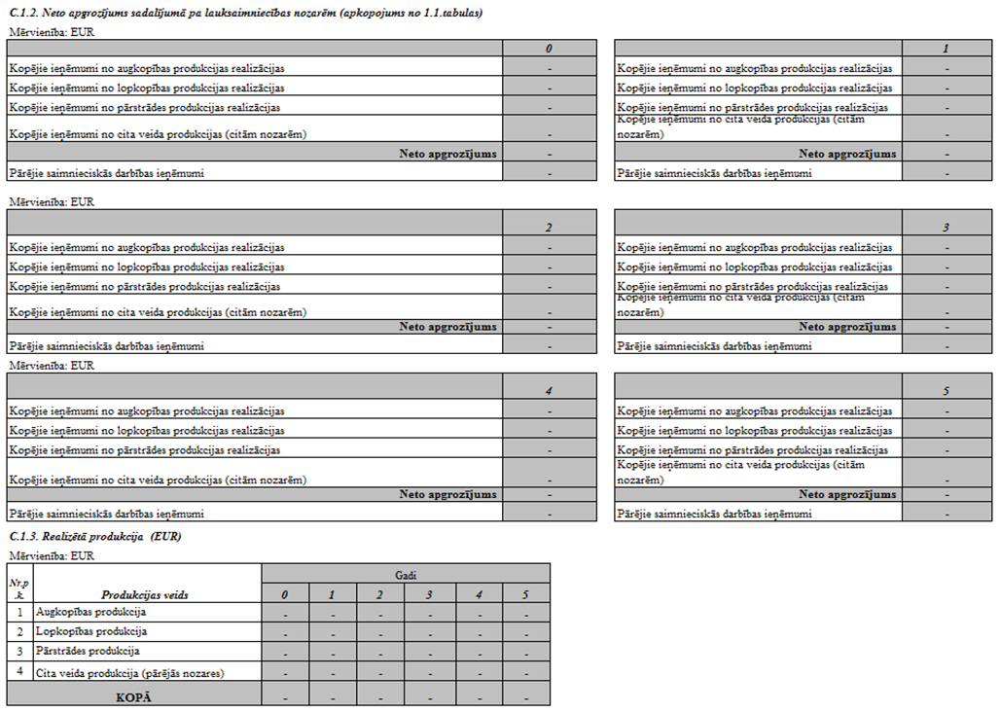 C.1.2. Neto apgrozījums sadalījumā pa lauksaimniecības nozarēm (apkopojums no 1.1.tabulas)
Mērvienība: EUR
0
Kopējie ieņēmumi no augkopības produkcijas realizācijas -
Kopējie ieņēmumi no lopkopības produkcijas realizācijas -
Kopējie ieņēmumi no pārstrādes produkcijas realizācijas -
Kopējie ieņēmumi no cita veida produkcijas (citām nozarēm) -
Neto apgrozījums -
Pārējie saimnieciskās darbības ieņēmumi -
1
Kopējie ieņēmumi no augkopības produkcijas realizācijas -
Kopējie ieņēmumi no lopkopības produkcijas realizācijas -
Kopējie ieņēmumi no pārstrādes produkcijas realizācijas -
Kopējie ieņēmumi no cita veida produkcijas (citām
nozarēm) -
Neto apgrozījums -
Pārējie saimnieciskās darbības ieņēmumi -
Mērvienība: EUR
2
Kopējie ieņēmumi no augkopības produkcijas realizācijas -
Kopējie ieņēmumi no lopkopības produkcijas realizācijas -
Kopējie ieņēmumi no pārstrādes produkcijas realizācijas -
Kopējie ieņēmumi no cita veida produkcijas (citām nozarēm) -
Neto apgrozījums -
Pārējie saimnieciskās darbības ieņēmumi -
3
Kopējie ieņēmumi no augkopības produkcijas realizācijas -
Kopējie ieņēmumi no lopkopības produkcijas realizācijas -
Kopējie ieņēmumi no pārstrādes produkcijas realizācijas -
Kopējie ieņēmumi no cita veida produkcijas (citām
nozarēm) -
Neto apgrozījums -
Pārējie saimnieciskās darbības ieņēmumi -
Mērvienība: EUR
4
Kopējie ieņēmumi no augkopības produkcijas realizācijas -
Kopējie ieņēmumi no lopkopības produkcijas realizācijas -
Kopējie ieņēmumi no pārstrādes produkcijas realizācijas -
Kopējie ieņēmumi no cita veida produkcijas (citām nozarēm) -
Neto apgrozījums -
Pārējie saimnieciskās darbības ieņēmumi -
5
Kopējie ieņēmumi no augkopības produkcijas realizācijas -
Kopējie ieņēmumi no lopkopības produkcijas realizācijas -
Kopējie ieņēmumi no pārstrādes produkcijas realizācijas -
Kopējie ieņēmumi no cita veida produkcijas (citām
nozarēm) -
Neto apgrozījums -
Pārējie saimnieciskās darbības ieņēmumi -
C.1.3. Realizētā produkcija (EUR)
Mērvienība: EUR
Gadi
Nr.p
.k. Produkcijas veids 0 1 2 3 4 5
1 Augkopības produkcija - - - - - -
2 Lopkopības produkcija - - - - - -
3 Pārstrādes produkcija - - - - - -
4 Cita veida produkcija (pārējās nozares) - - - - - -
KOPĀ - - - - - -